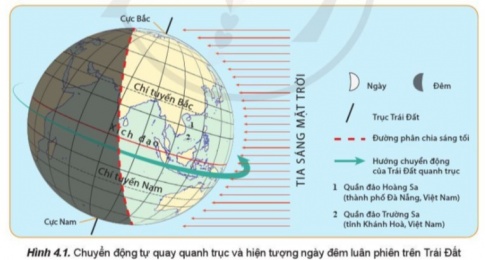 Cực Bắc
Chí tuyến Bắc
Xích đạo
Chí tuyến Nam
Cực Nam
TIA SÁNG MẶT TRỜI
Ngày
Đêm
Trục Trái Đất
Đường phân chia sáng tối
Hướng chuyển động
của Trái Đất quanh trục
1 Quần đảo Hoàng Sa
(thành phố Đà Nẵng, Việt Nam)
2 Quần đảo Trường Sa
(tỉnh Khánh Hoà, Việt Nam)
Hình 4.1. Chuyển động tự quay quanh trục và hiện tượng ngày đêm luân phiên trên Trái Đất